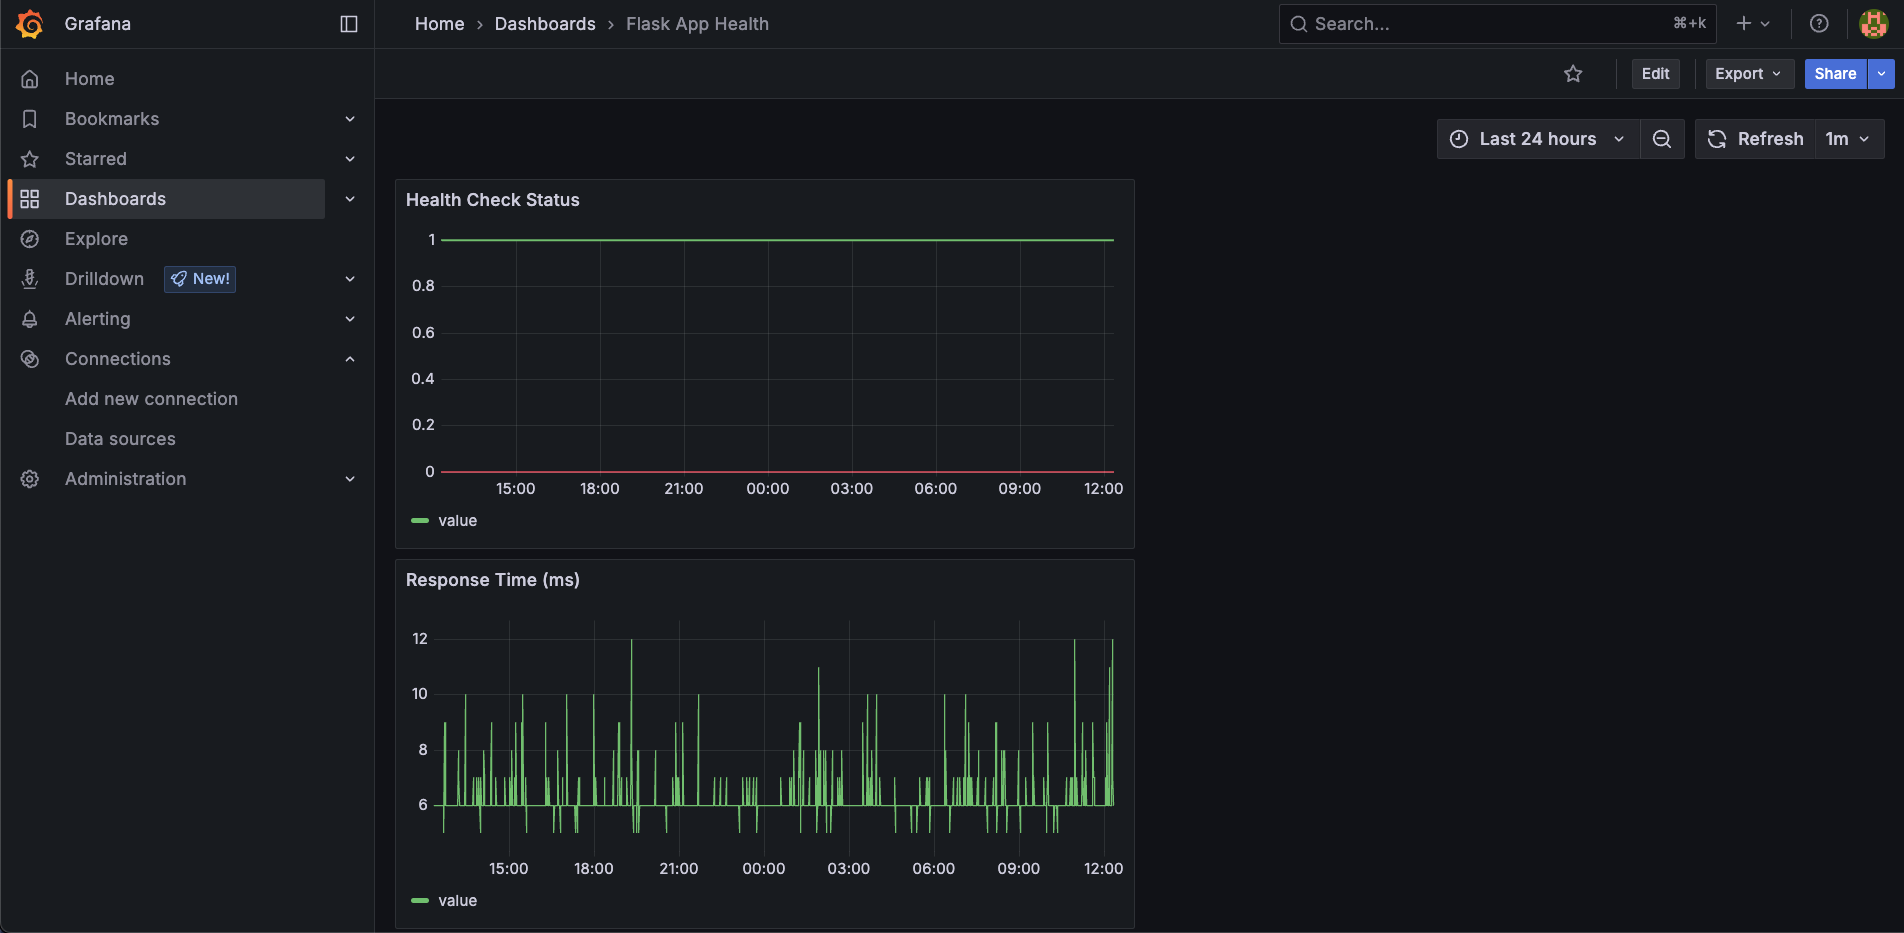 Grafana
Home
Dashboards
Flask App Health
Search...
⌘+k
Home
Bookmarks
Starred
Dashboards
Explore
Drilldown
New!
Alerting
Connections
Add new connection
Data sources
Administration
Edit
Export
Share
Last 24 hours
Refresh
1m
Health Check Status
1
0.8
0.6
0.4
0.2
0
15:00 18:00 21:00 00:00 03:00 06:00 09:00 12:00
value
Response Time (ms)
12
10
8
6
15:00 18:00 21:00 00:00 03:00 06:00 09:00 12:00
value